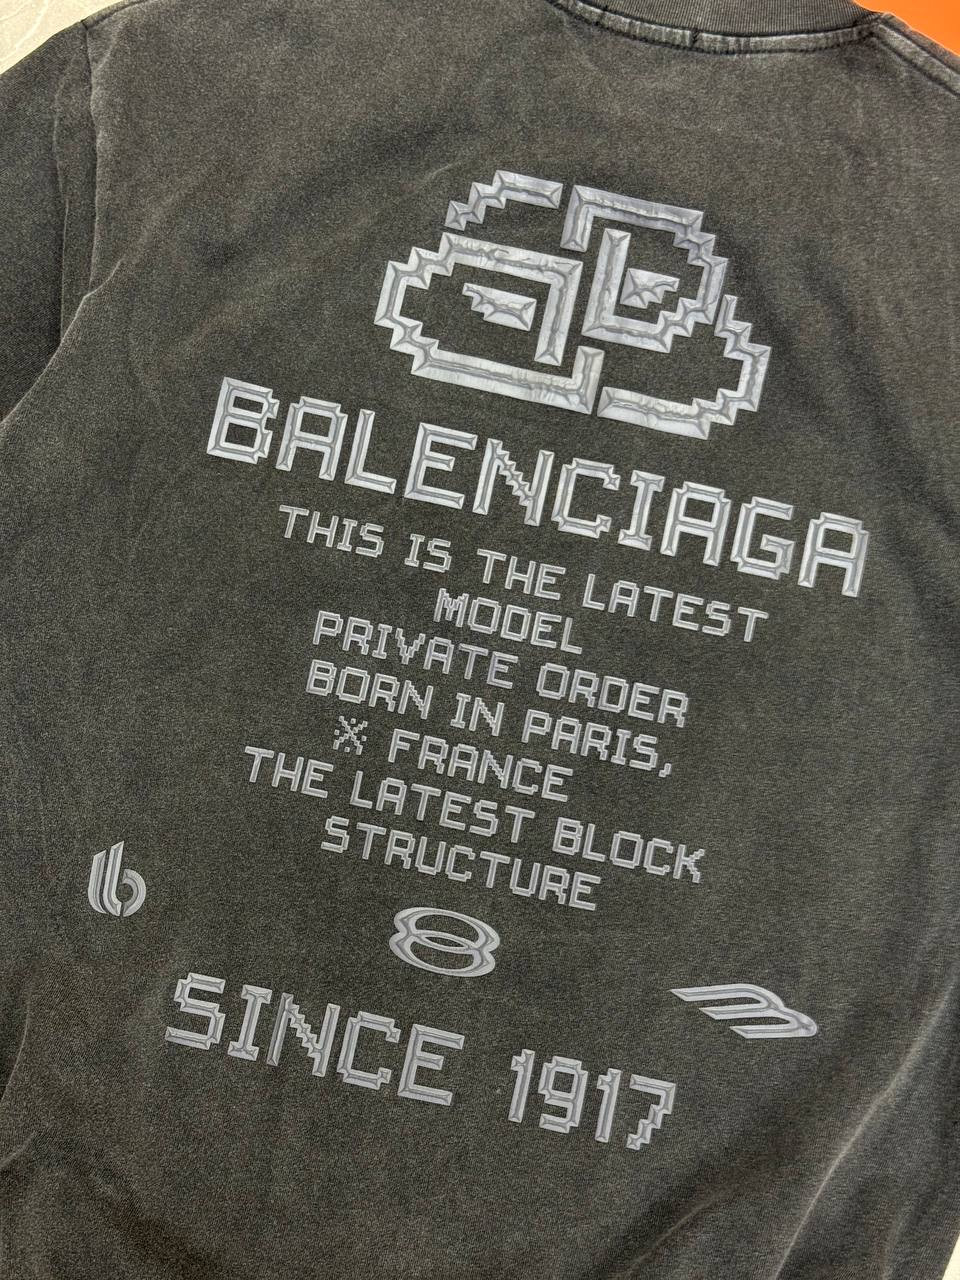 BALENCIAGA
THIS IS THE LATEST
MODEL
PRIVATE ORDER
BORN IN PARIS,
※ FRANCE
THE LATEST BLOCK
STRUCTURE
SINCE 1917